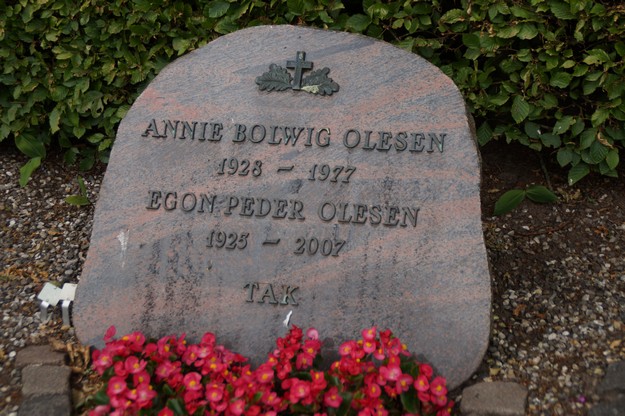 ANNIE BOLWIG OLESEN
1928 ~ 1977
EGON PEDER OLESEN
1925 ~ 2007
TAK